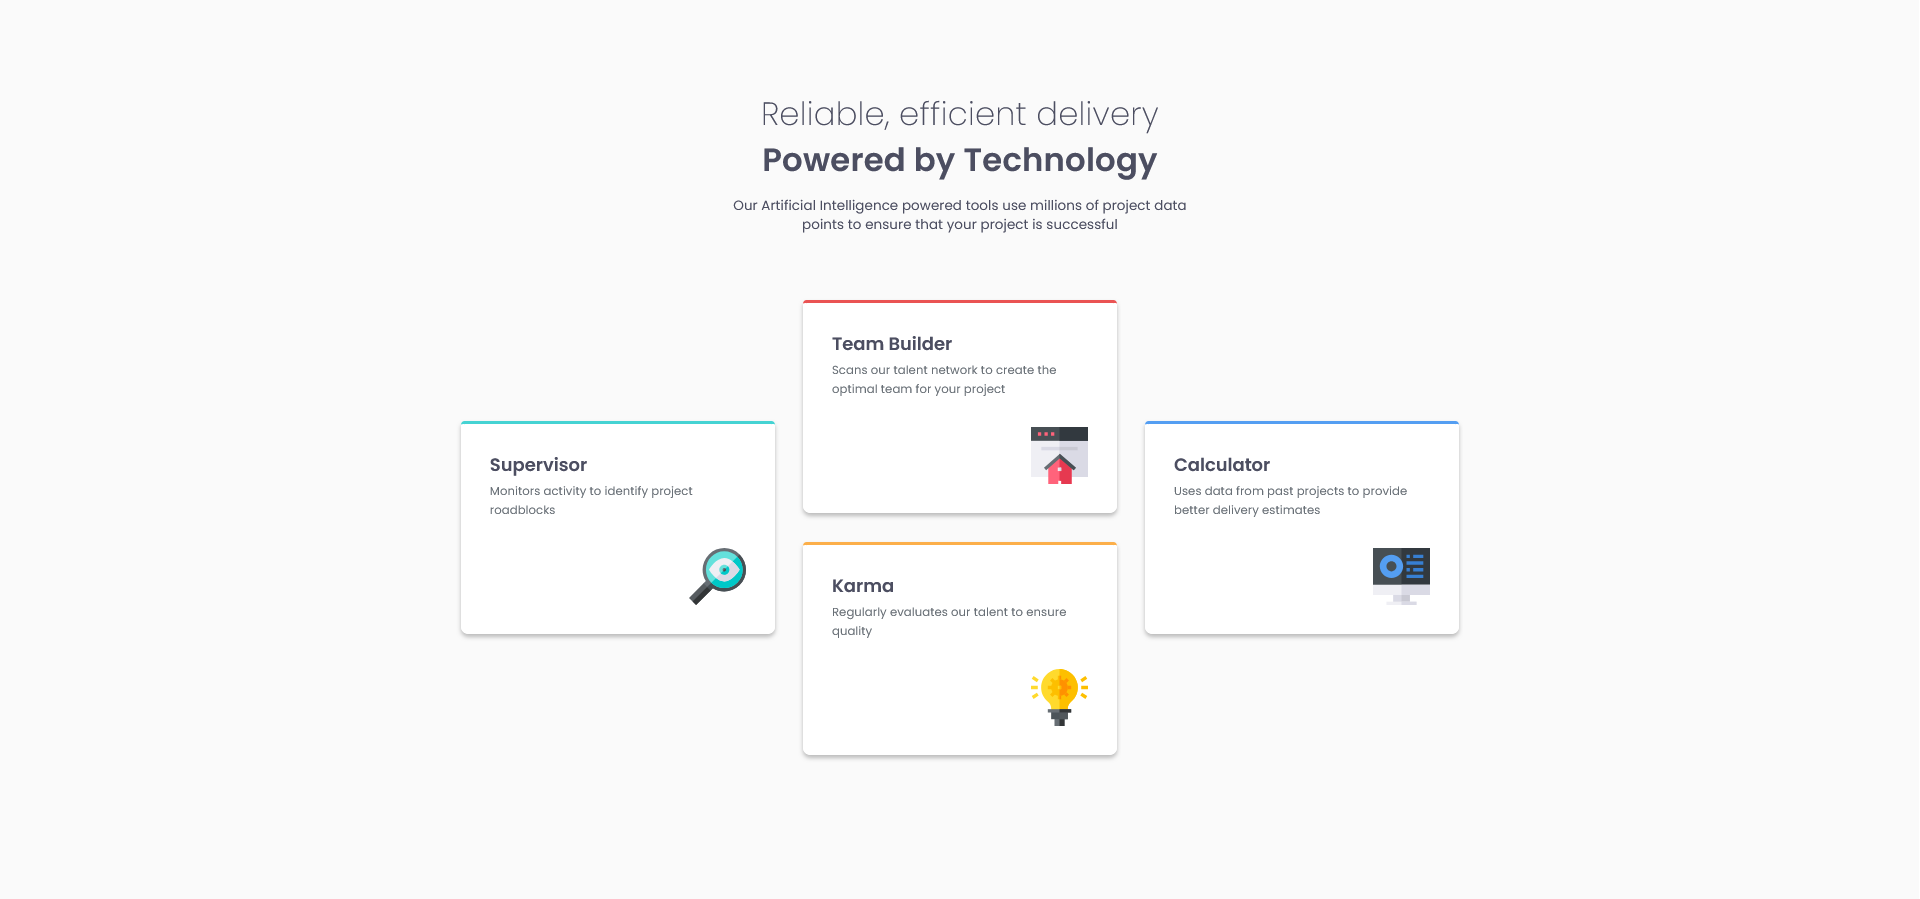 Reliable, efficient delivery
Powered by Technology
Our Artificial Intelligence powered tools use millions of project data
points to ensure that your project is successful
Supervisor
Monitors activity to identify project
roadblocks
Team Builder
Scans our talent network to create the
optimal team for your project
Karma
Regularly evaluates our talent to ensure
quality
Calculator
Uses data from past projects to provide
better delivery estimates